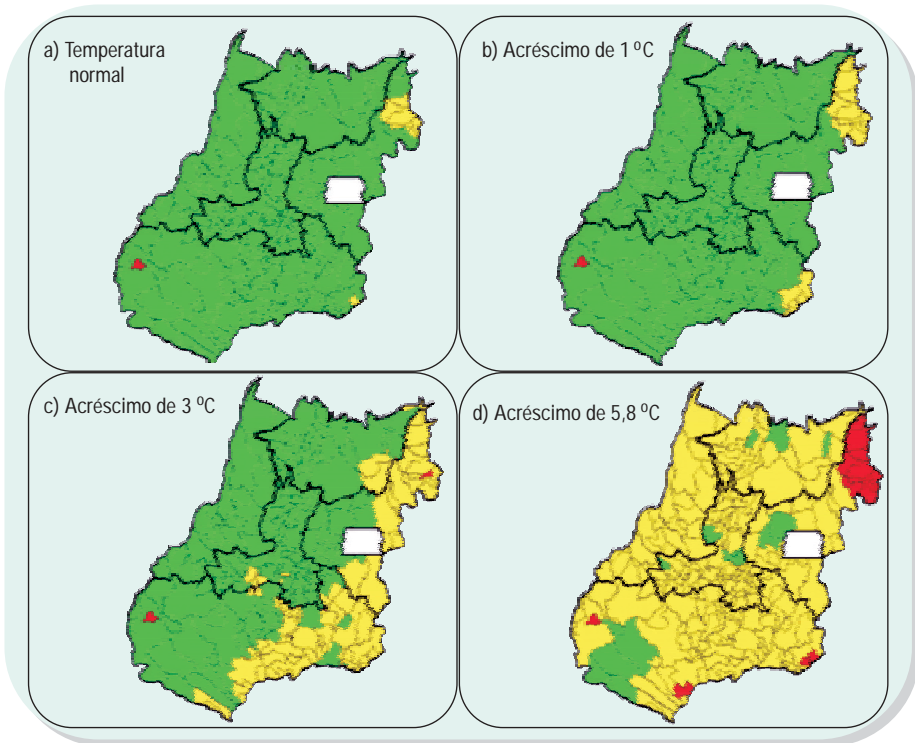 a) Temperatura
normal
b) Acréscimo de 1 ºC
c) Acréscimo de 3 ºC
d) Acréscimo de 5,8 ºC